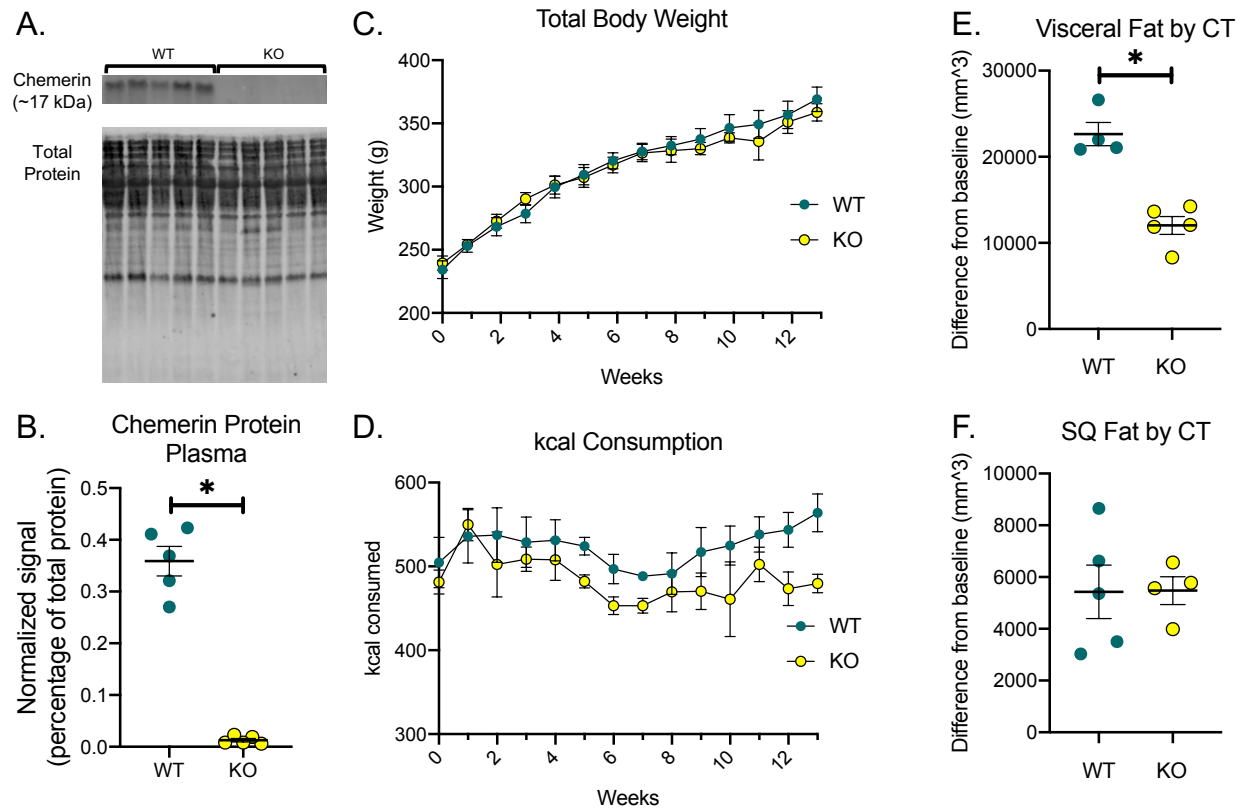 A.
WT
KO
Chemerin
(~17 kDa)
Total
Protein
B.
Chemerin Protein
Plasma
Normalized signal
(percentage of total protein)
0.5
0.4
0.3
0.2
0.1
0.0
*
WT
KO
C.
Total Body Weight
Weight (g)
400
350
300
250
200
0
2
4
6
8
10
12
Weeks
WT
KO
D.
kcal Consumption
kcal consumed
600
500
400
300
0
2
4
6
8
10
12
Weeks
WT
KO
E.
Visceral Fat by CT
Difference from baseline (mm^3)
30000
20000
10000
0
*
WT
KO
F.
SQ Fat by CT
Difference from baseline (mm^3)
10000
8000
6000
4000
2000
0
WT
KO